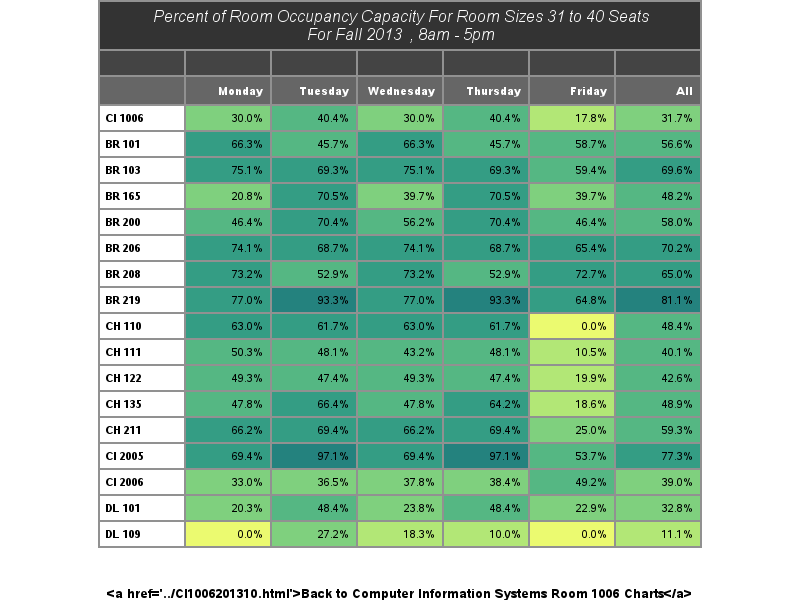 Percent of Room Occupancy Capacity For Room Sizes 31 to 40 Seats
For Fall 2013 , 8am - 5pm
Monday Tuesday Wednesday Thursday Friday All
CI 1006 30.0% 40.4% 30.0% 40.4% 17.8% 31.7%
BR 101 66.3% 45.7% 66.3% 45.7% 58.7% 56.6%
BR 103 75.1% 69.3% 75.1% 69.3% 59.4% 69.6%
BR 165 20.8% 70.5% 39.7% 70.5% 39.7% 48.2%
BR 200 46.4% 70.4% 56.2% 70.4% 46.4% 58.0%
BR 206 74.1% 68.7% 74.1% 68.7% 65.4% 70.2%
BR 208 73.2% 52.9% 73.2% 52.9% 72.7% 65.0%
BR 219 77.0% 93.3% 77.0% 93.3% 64.8% 81.1%
CH 110 63.0% 61.7% 63.0% 61.7% 0.0% 48.4%
CH 111 50.3% 48.1% 43.2% 48.1% 10.5% 40.1%
CH 122 49.3% 47.4% 49.3% 47.4% 19.9% 42.6%
CH 135 47.8% 66.4% 47.8% 64.2% 18.6% 48.9%
CH 211 66.2% 69.4% 66.2% 69.4% 25.0% 59.3%
CI 2005 69.4% 97.1% 69.4% 97.1% 53.7% 77.3%
CI 2006 33.0% 36.5% 37.8% 38.4% 49.2% 39.0%
DL 101 20.3% 48.4% 23.8% 48.4% 22.9% 32.8%
DL 109 0.0% 27.2% 18.3% 10.0% 0.0% 11.1%
&lt;a href='../CI1006201310.html'&gt;Back to Computer Information Systems Room 1006 Charts&lt;/a&gt;